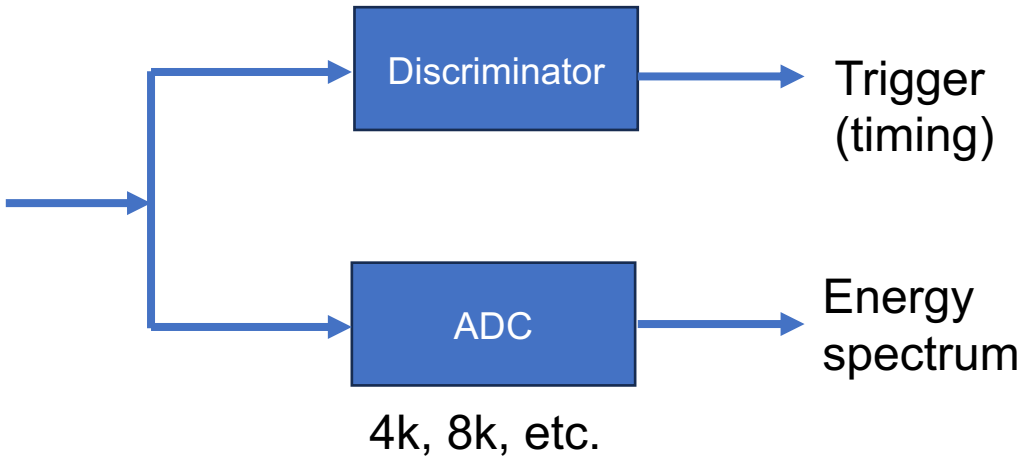 Discriminator
Trigger
(timing)
ADC
Energy
spectrum
4k, 8k, etc.